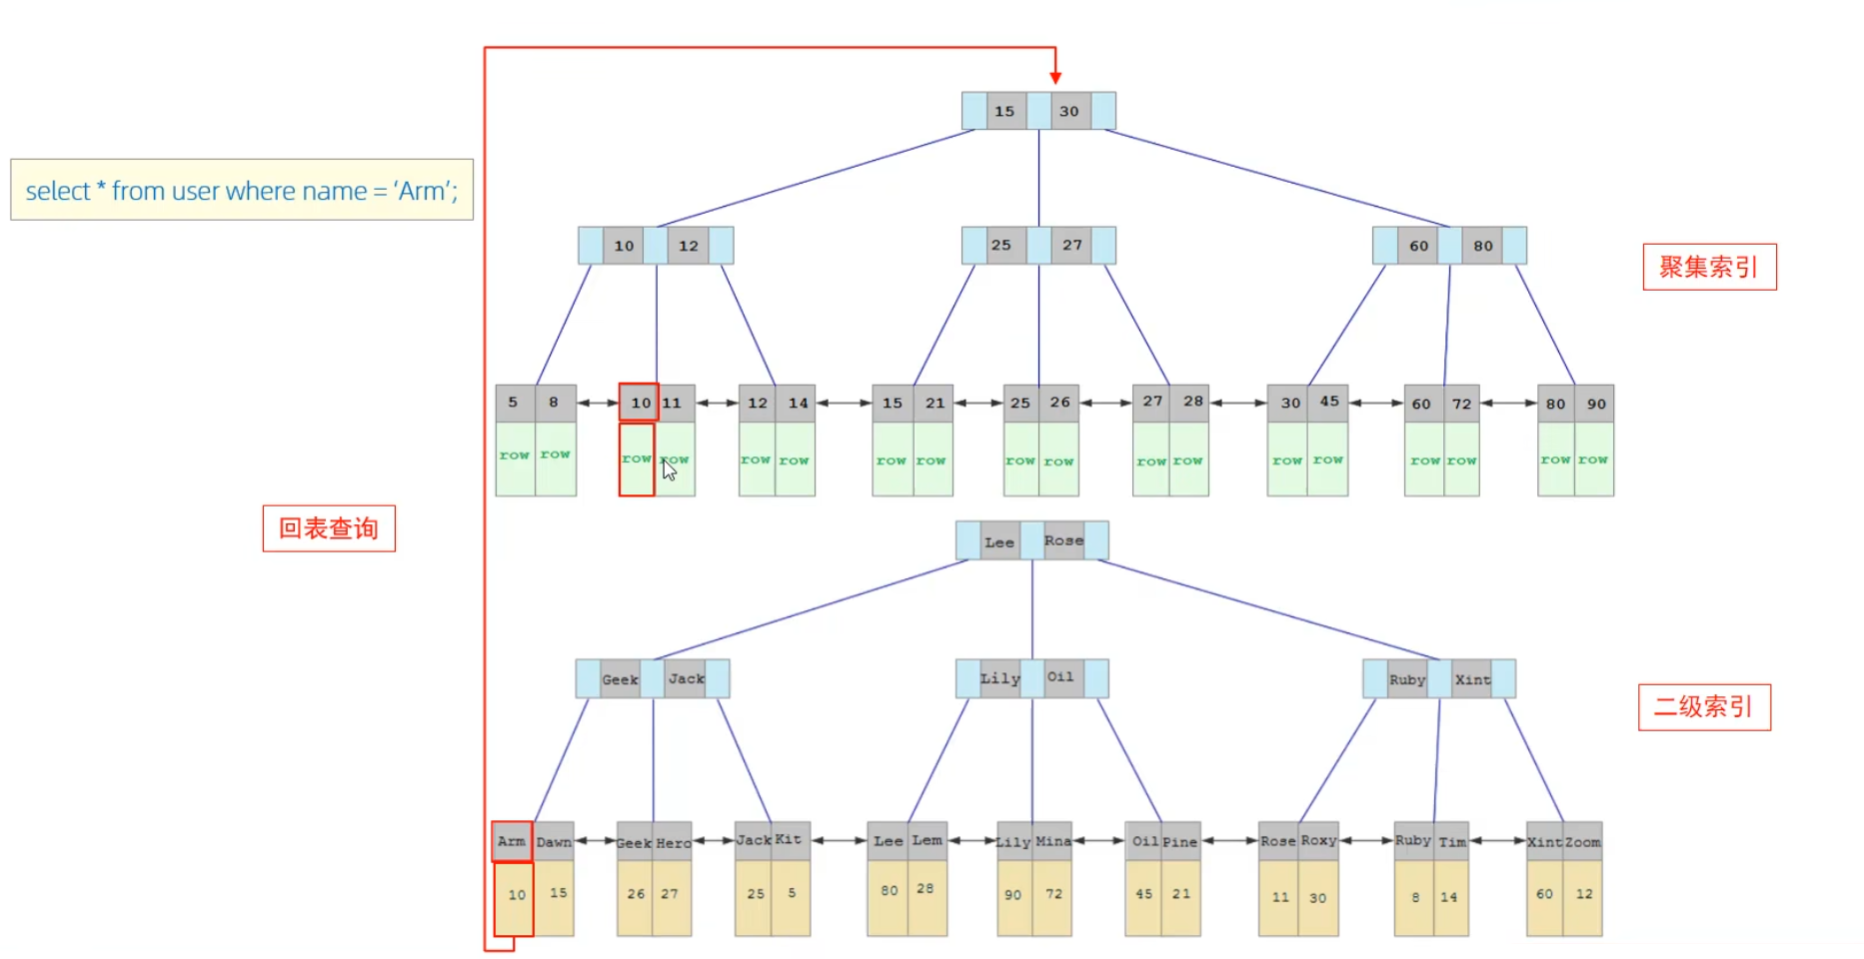 select * from user where name = ‘Arm’;
15 30
10 12
25 27
60 80
聚集索引
5 8
10 11
12 14
15 21
25 26
27 28
30 45
60 72
80 90
row row
row row
row row
row row
row row
row row
row row
row row
row row
回表查询
Lee Rose
Geek Jack
Lily Oil
Ruby Xint
二级索引
Arm Dawn
Geek Hero
Jack Kit
Lee Lem
Lily Mina
Oil Pine
Rose Roxy
Ruby Tim
Xint Zoom
10 15
26 27
25 5
80 28
90 72
45 21
11 30
8 14
60 12